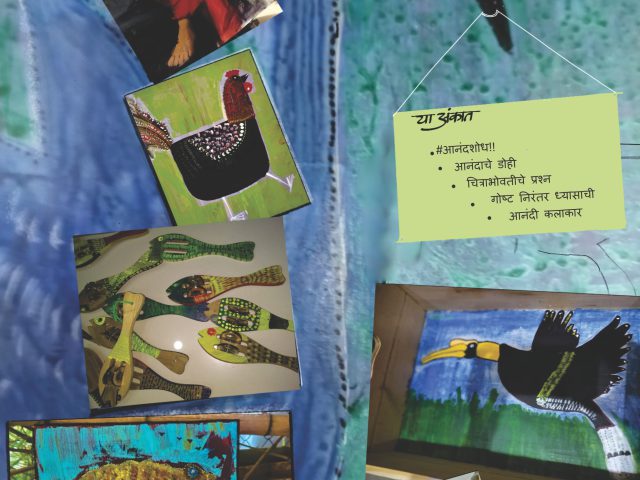 या अंकात
#आनंदशोध!!
आनंदाचे डोही
चित्राभोवतीचे प्रश्न
गोष्ट निरंतर ध्यासाची
आनंदी कलाकार